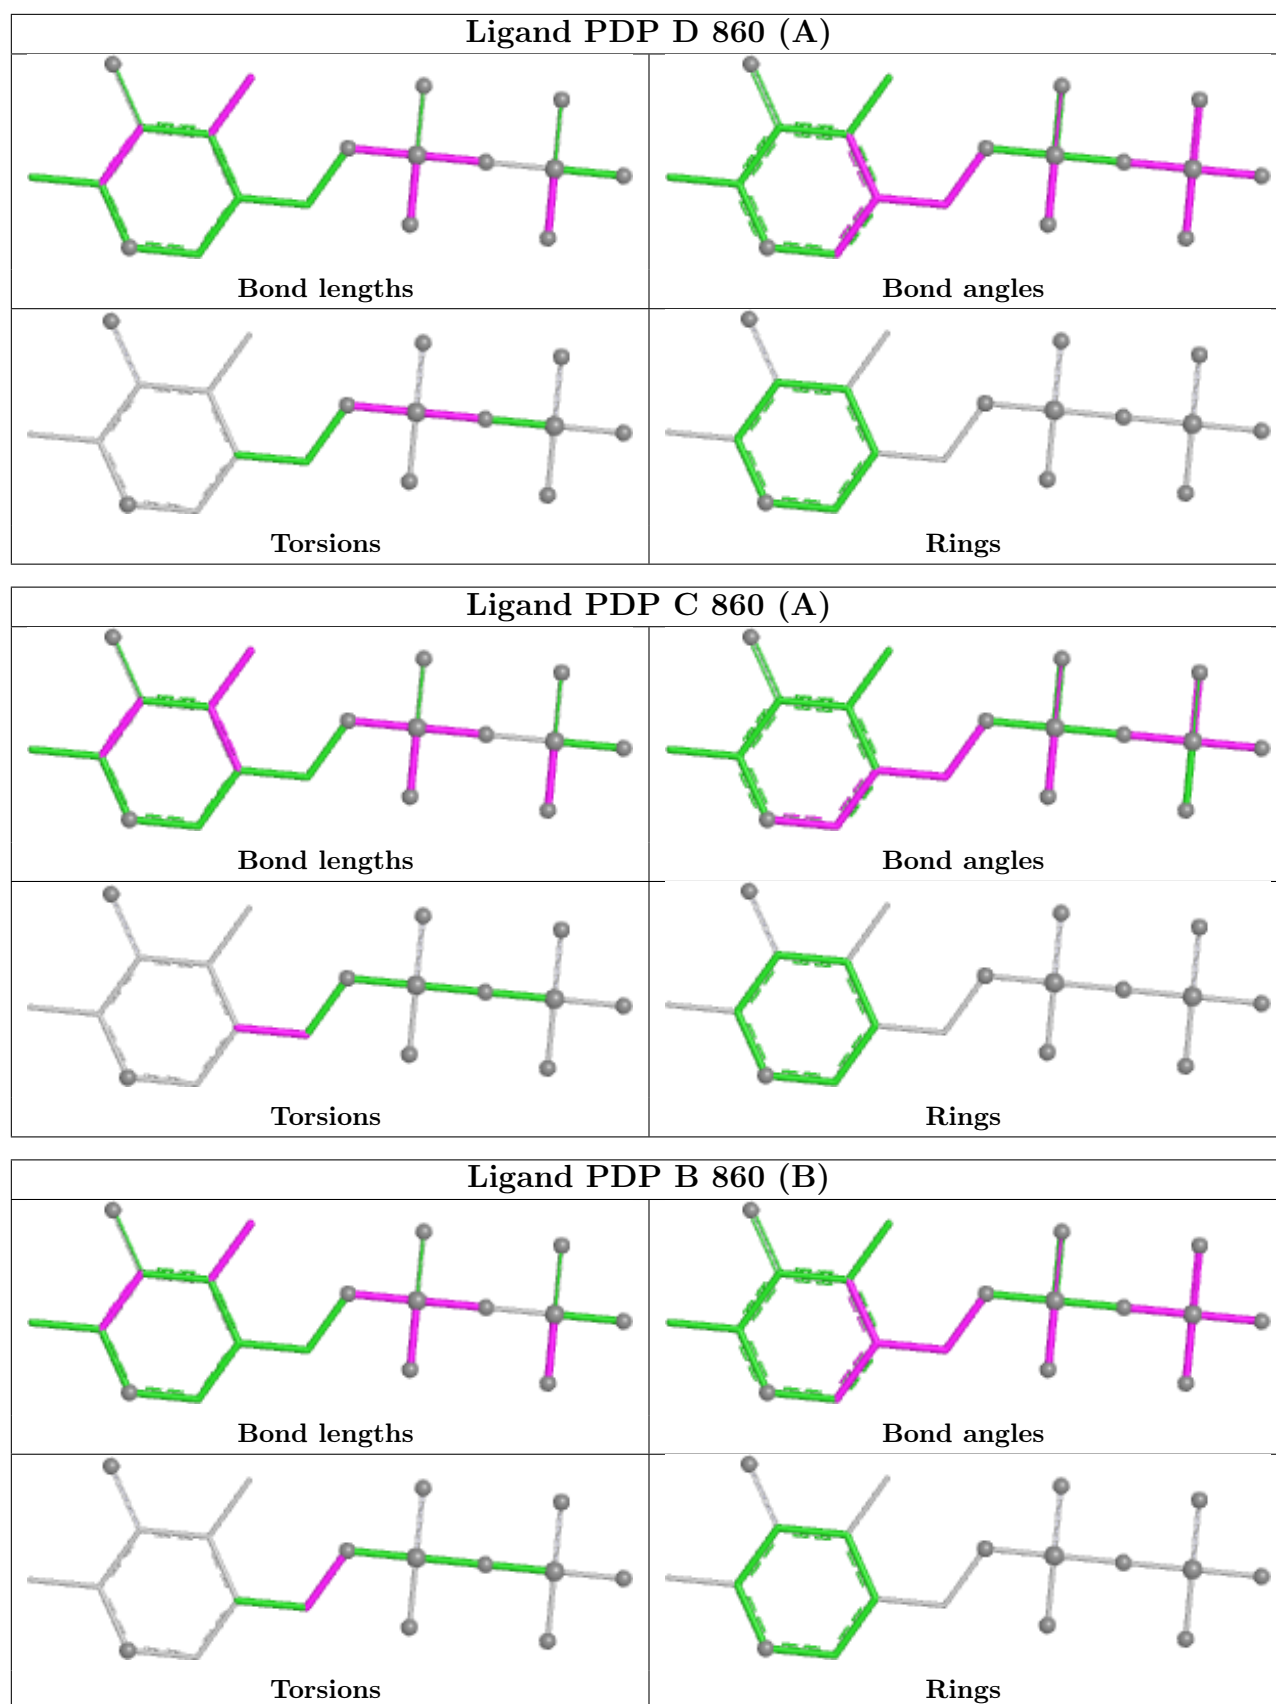 Ligand PDP D 860 (A)
Bond lengths
Bond angles
Torsions
Rings
Ligand PDP C 860 (A)
Bond lengths
Bond angles
Torsions
Rings
Ligand PDP B 860 (B)
Bond lengths
Bond angles
Torsions
Rings